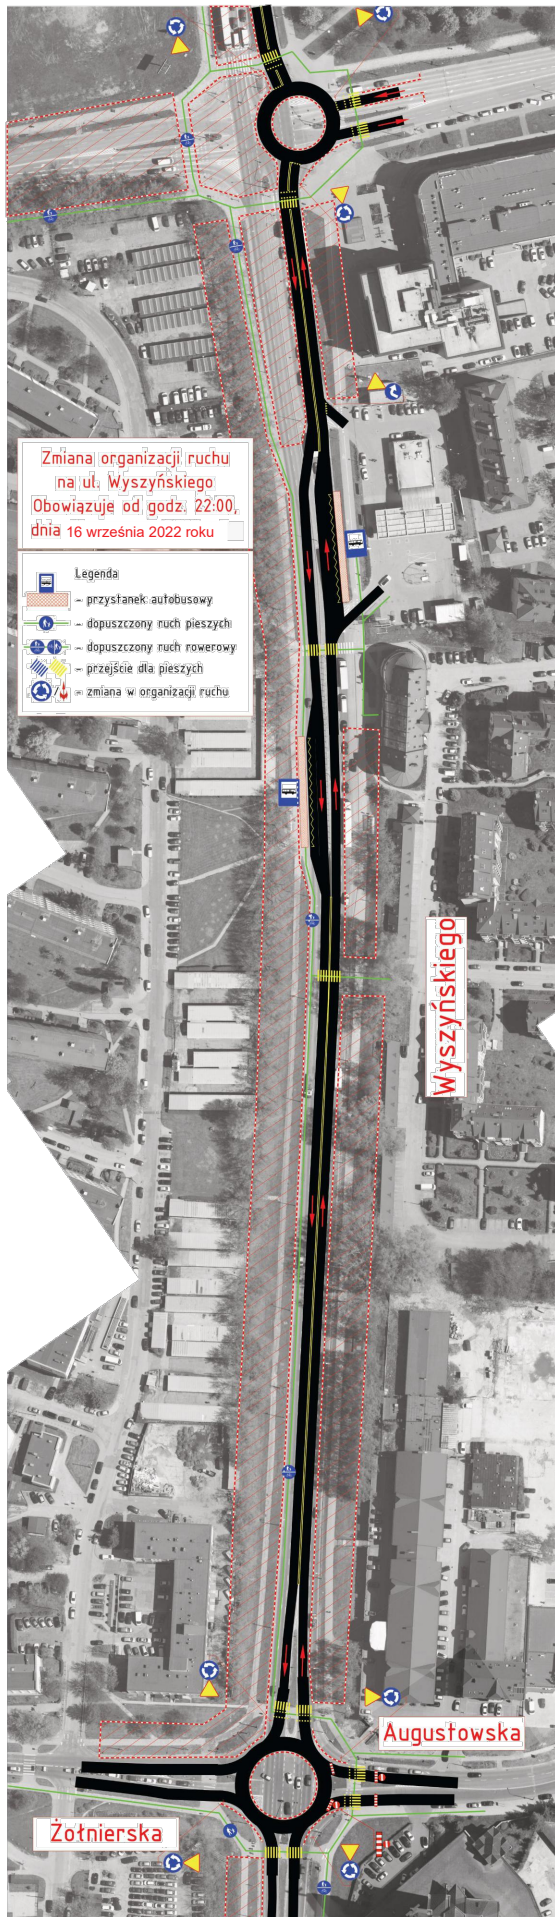 Zmiana organizacji ruchu
na ul. Wyszyńskiego
Obowiązuje od godz. 22:00,
dnia 16 września 2022 roku
Legenda
- przystanek autobusowy
- dopuszczony ruch pieszych
- dopuszczony ruch rowerowy
- przejście dla pieszych
- zmiana w organizacji ruchu
Wyszyńskiego
Augustowska
Żołnierska